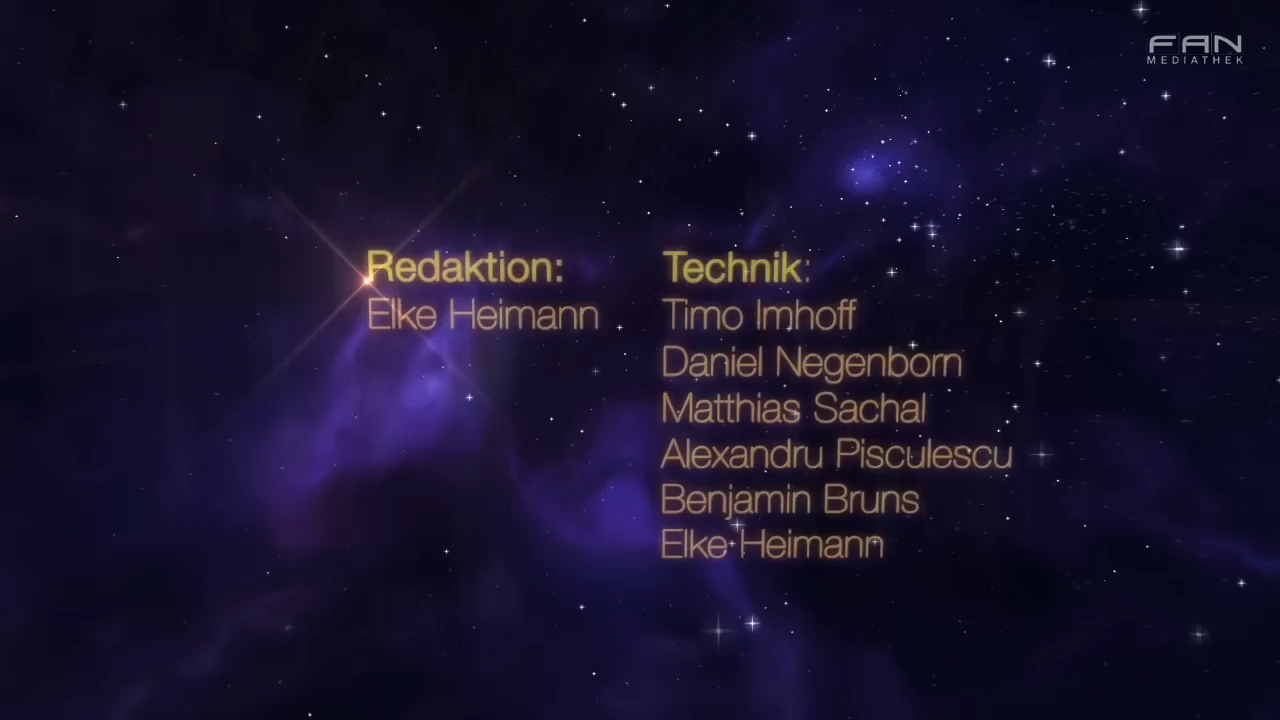 FAN
MEDIATHEK
Redaktion:
Elke Heimann
Technik:
Timo Imhoff
Daniel Negenborn
Matthias Sachal
Alexandru Pisculescu
Benjamin Bruns
Elke Heimann